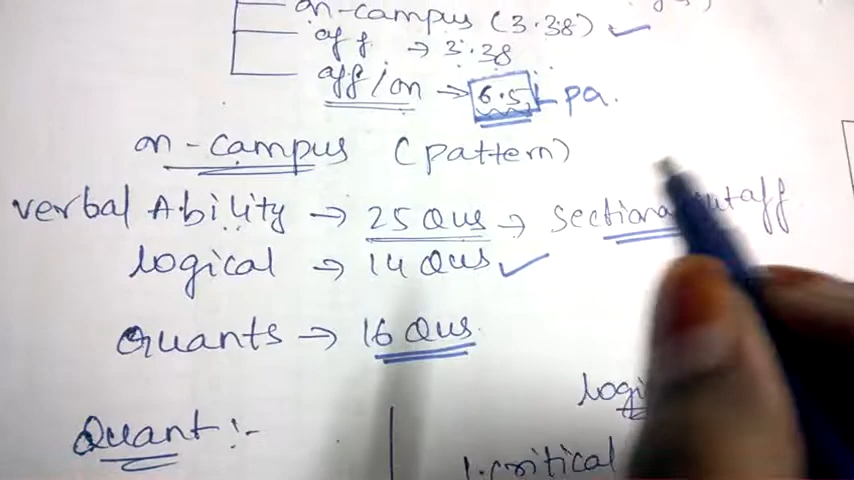 on-campus (3.38)
off → 3.38
off/on → 6.5 Lpa.
on-campus (pattern)
verbal Ability → 25 Qus → sectional cutoff
logical → 14 Qus
Quants → 16 Qus
Quant :-
1. critical